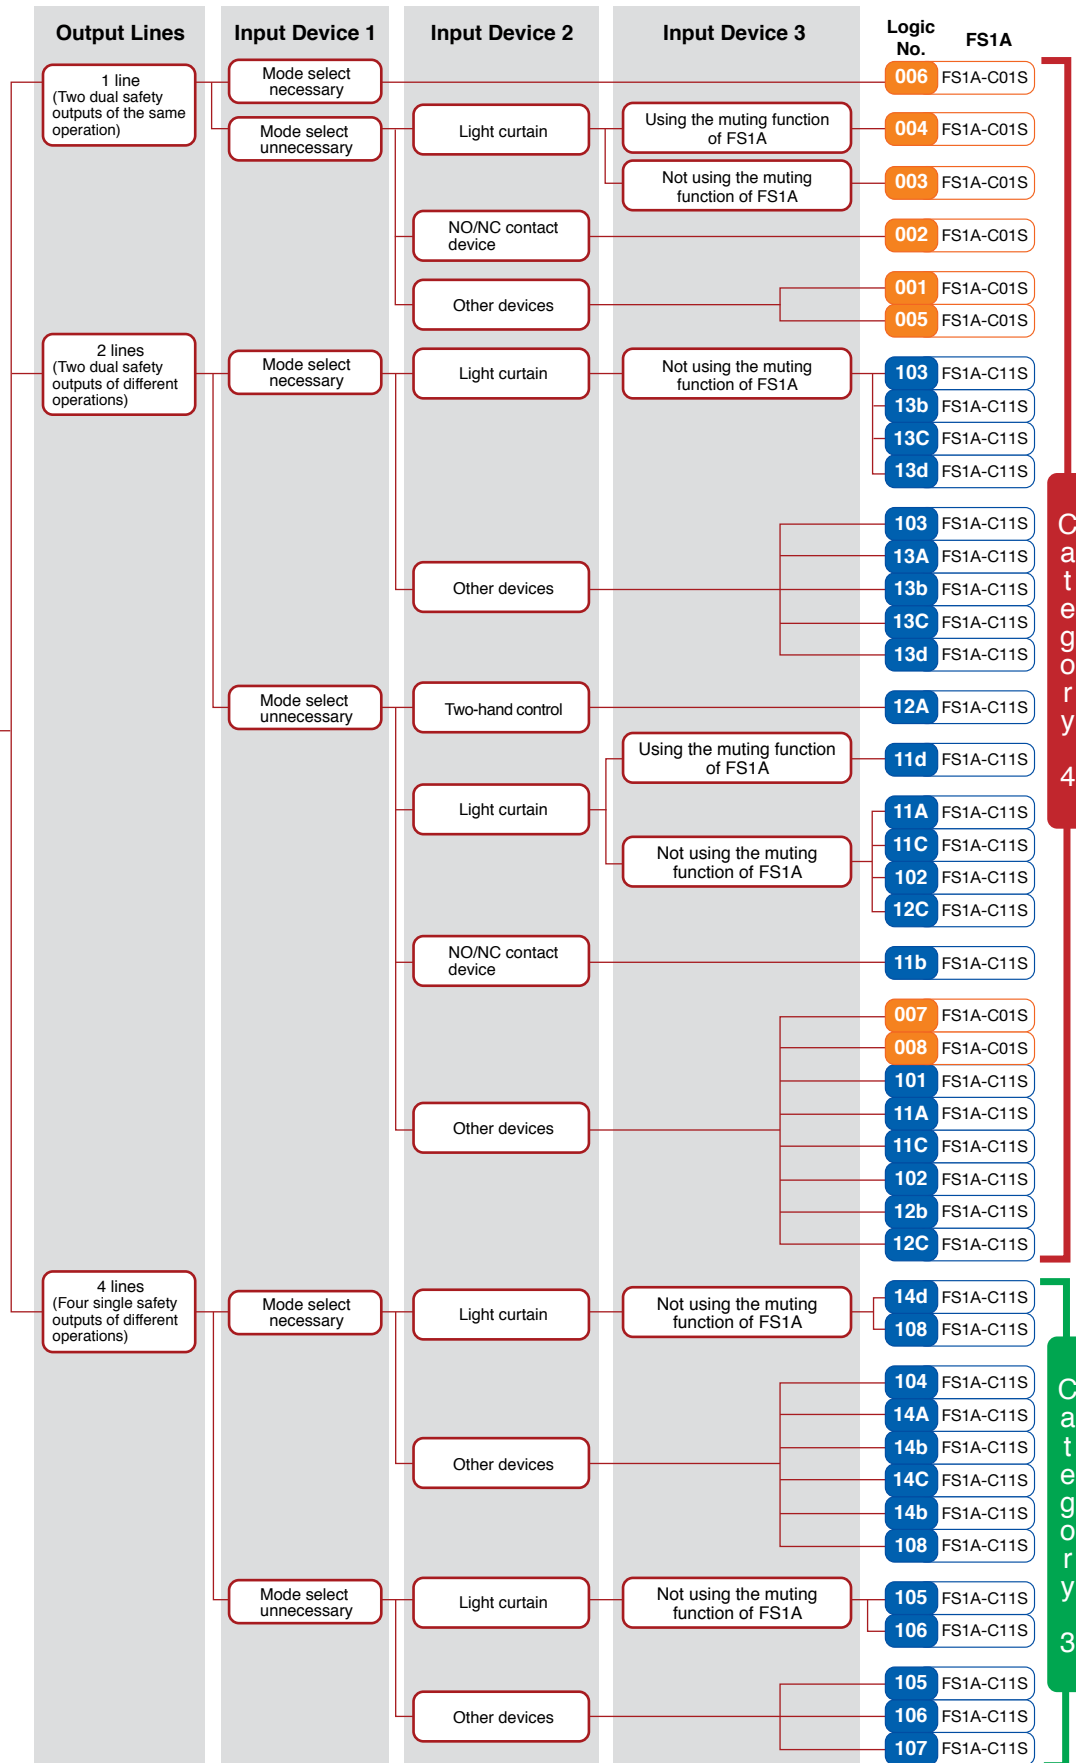 Output Lines
Input Device 1
Input Device 2
Input Device 3
Logic
No.
FS1A
1 line
(Two dual safety
outputs of the same
operation)
Mode select
necessary
006 FS1A-C01S
Mode select
unnecessary
Light curtain
Using the muting function
of FS1A
004 FS1A-C01S
Not using the muting
function of FS1A
003 FS1A-C01S
NO/NC contact
device
002 FS1A-C01S
Other devices
001 FS1A-C01S
005 FS1A-C01S
2 lines
(Two dual safety
outputs of different
operations)
Mode select
necessary
Light curtain
Not using the muting
function of FS1A
103 FS1A-C11S
13b FS1A-C11S
13C FS1A-C11S
13d FS1A-C11S
Other devices
103 FS1A-C11S
13A FS1A-C11S
13b FS1A-C11S
13C FS1A-C11S
13d FS1A-C11S
Mode select
unnecessary
Two-hand control
12A FS1A-C11S
Light curtain
Using the muting function
of FS1A
11d FS1A-C11S
Not using the muting
function of FS1A
11A FS1A-C11S
11C FS1A-C11S
102 FS1A-C11S
12C FS1A-C11S
NO/NC contact
device
11b FS1A-C11S
Other devices
007 FS1A-C01S
008 FS1A-C01S
101 FS1A-C11S
11A FS1A-C11S
11C FS1A-C11S
102 FS1A-C11S
12b FS1A-C11S
12C FS1A-C11S
Category 4
4 lines
(Four single safety
outputs of different
operations)
Mode select
necessary
Light curtain
Not using the muting
function of FS1A
14d FS1A-C11S
108 FS1A-C11S
Other devices
104 FS1A-C11S
14A FS1A-C11S
14b FS1A-C11S
14C FS1A-C11S
14b FS1A-C11S
108 FS1A-C11S
Mode select
unnecessary
Light curtain
Not using the muting
function of FS1A
105 FS1A-C11S
106 FS1A-C11S
Other devices
105 FS1A-C11S
106 FS1A-C11S
107 FS1A-C11S
Category 3